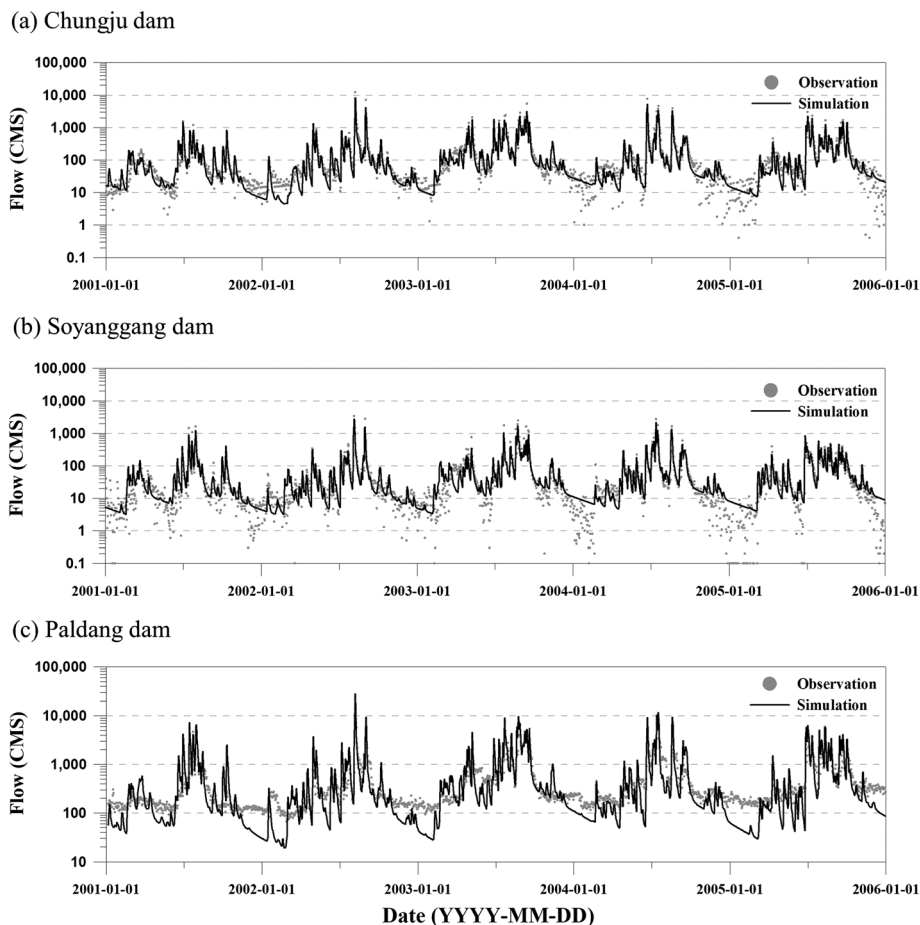 (a) Chungju dam
100,000
Observation
10,000
Simulation
1,000
Flow (CMS)
100
10
1
0.1
2001-01-01 2002-01-01 2003-01-01 2004-01-01 2005-01-01 2006-01-01
(b) Soyanggang dam
100,000
Observation
10,000
Simulation
1,000
Flow (CMS)
100
10
1
0.1
2001-01-01 2002-01-01 2003-01-01 2004-01-01 2005-01-01 2006-01-01
(c) Paldang dam
100,000
Observation
Simulation
10,000
Flow (CMS)
1,000
100
10
2001-01-01 2002-01-01 2003-01-01 2004-01-01 2005-01-01 2006-01-01
Date (YYYY-MM-DD)